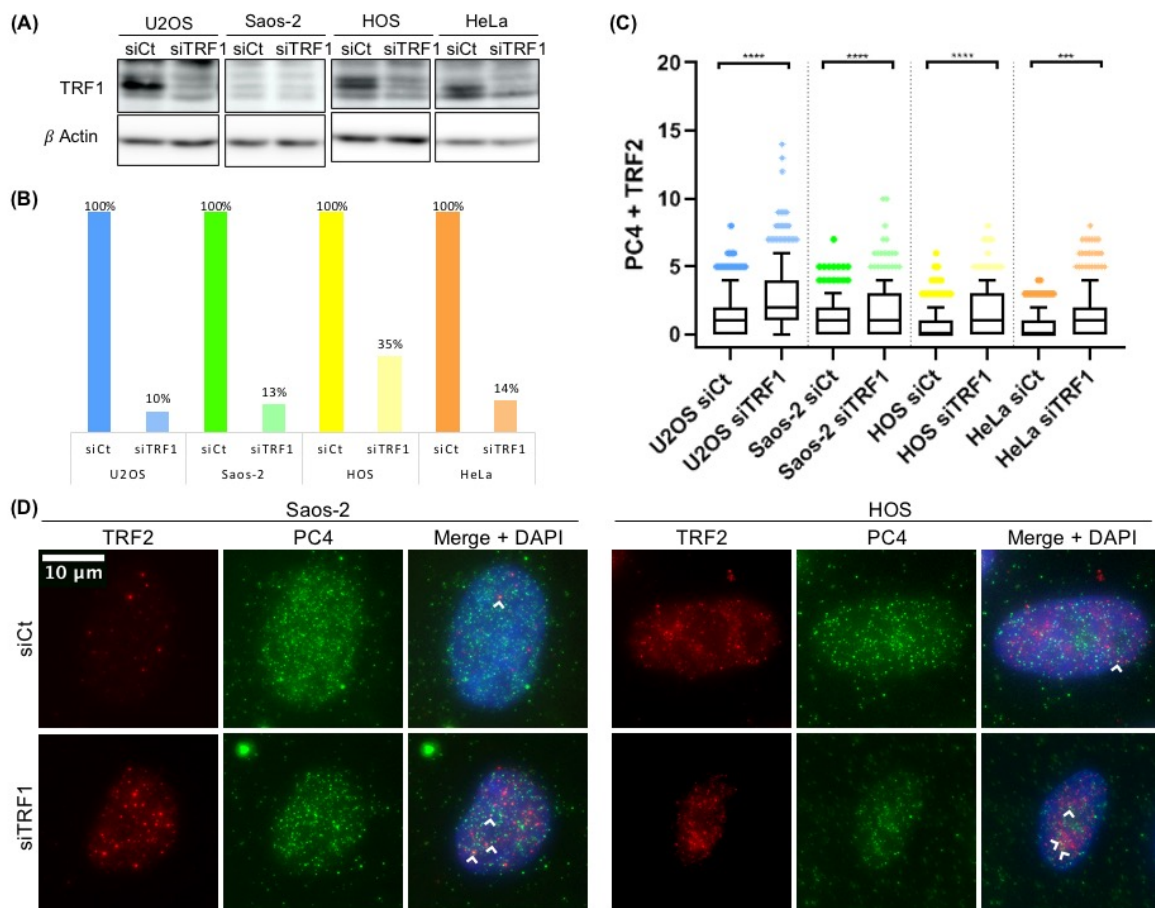 (A)
U2OS Saos-2 HOS HeLa
siCt siTRF1 siCt siTRF1 siCt siTRF1 siCt siTRF1
TRF1
β Actin
(B)
100% 100% 100% 100%
10% 13% 35% 14%
siCt siTRF1 siCt siTRF1 siCt siTRF1 siCt siTRF1
U2OS Saos-2 HOS HeLa
(C)
PC4 + TRF2
20
15
10
5
0
**** **** **** ***
U2OS siCt
U2OS siTRF1
Saos-2 siCt
Saos-2 siTRF1
HOS siCt
HOS siTRF1
HeLa siCt
HeLa siTRF1
(D)
Saos-2 HOS
TRF2 PC4 Merge + DAPI TRF2 PC4 Merge + DAPI
10 μm
siCt
siTRF1